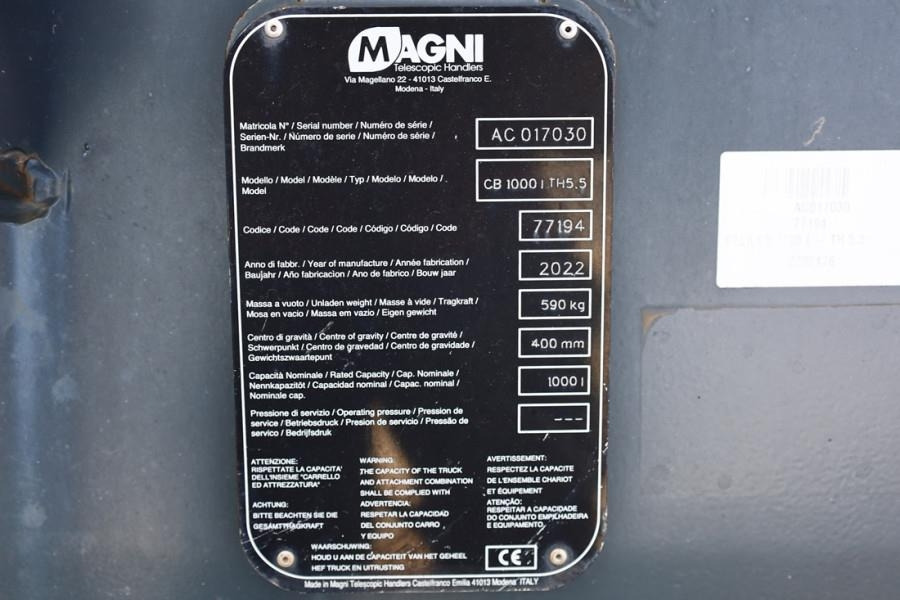 MAGNI
Telescopic Handlers
Via Magellano 22 - 41013 Castelfranco E.
Modena - Italy
Matricola N° / Serial number / Numéro de série /
Serien-Nr. / Número de serie / Numéro de série /
Brandmerk
AC 017030
Modello / Model / Modèle / Typ / Modelo / Modelo /
Model
CB 1000 l TH5.5
Codice / Code / Code / Code / Código / Código / Code
77194
Anno di fabbr. / Year of manufacture / Année fabrication /
Baujahr / Año fabricacion / Ano de fabrico / Bouw jaar
2022
Massa a vuoto / Unladen weight / Masse à vide / Tragkraft /
Mosa en vacio / Massa em vazio / Eigen gewicht
590 kg
Centro di gravità / Centre of gravity / Centre de gravité /
Schwerpunkt / Centro de gravedad / Centro de gravidade /
Gewichtszwaartepunt
400 mm
Capacità Nominale / Rated Capacity / Cap. Nominale /
Nennkapazitőt / Capacidad nominal / Capac. nominal /
Nominale cap.
1000 l
Pressione di servizio / Operating pressure / Pression de
service / Betriebsdruck / Presion de servicio / Pressão de
servico / Bedrijfsdruk
---
ATTENZIONE:
RISPETTATE LA CAPACITA'
DELL'INSIEME "CARRELLO
ED ATTREZZATURA"
WARNING:
THE CAPACITY OF THE TRUCK
AND ATTACHMENT COMBINATION
SHALL BE COMPLIED WITH
AVERTISSEMENT:
RESPECTEZ LA CAPACITE
DE L'ENSEMBLE CHARIOT
ET ÉQUIPEMENT
ACHTUNG:
BITTE BEACHTEN SIE DIE
GESAMTTRAGKRAFT
ADVERTENCIA:
RESPETAR LA CAPACIDAD
DEL CONJUNTO CARRO
Y EQUIPO
ATENÇÃO:
RESPEITAR A CAPACIDADE
DO CONJUNTO EMPILHADEIRA
E EQUIPAMENTO.
WAARSCHUWING:
HOUD U AAN DE CAPACITEIT VAN HET GEHEEL
HEF TRUCK EN UITRUSTING
CE
Made in Magni Telescopic Handlers Castelfranco Emilia 41013 Modena ITALY
AC017030
77194